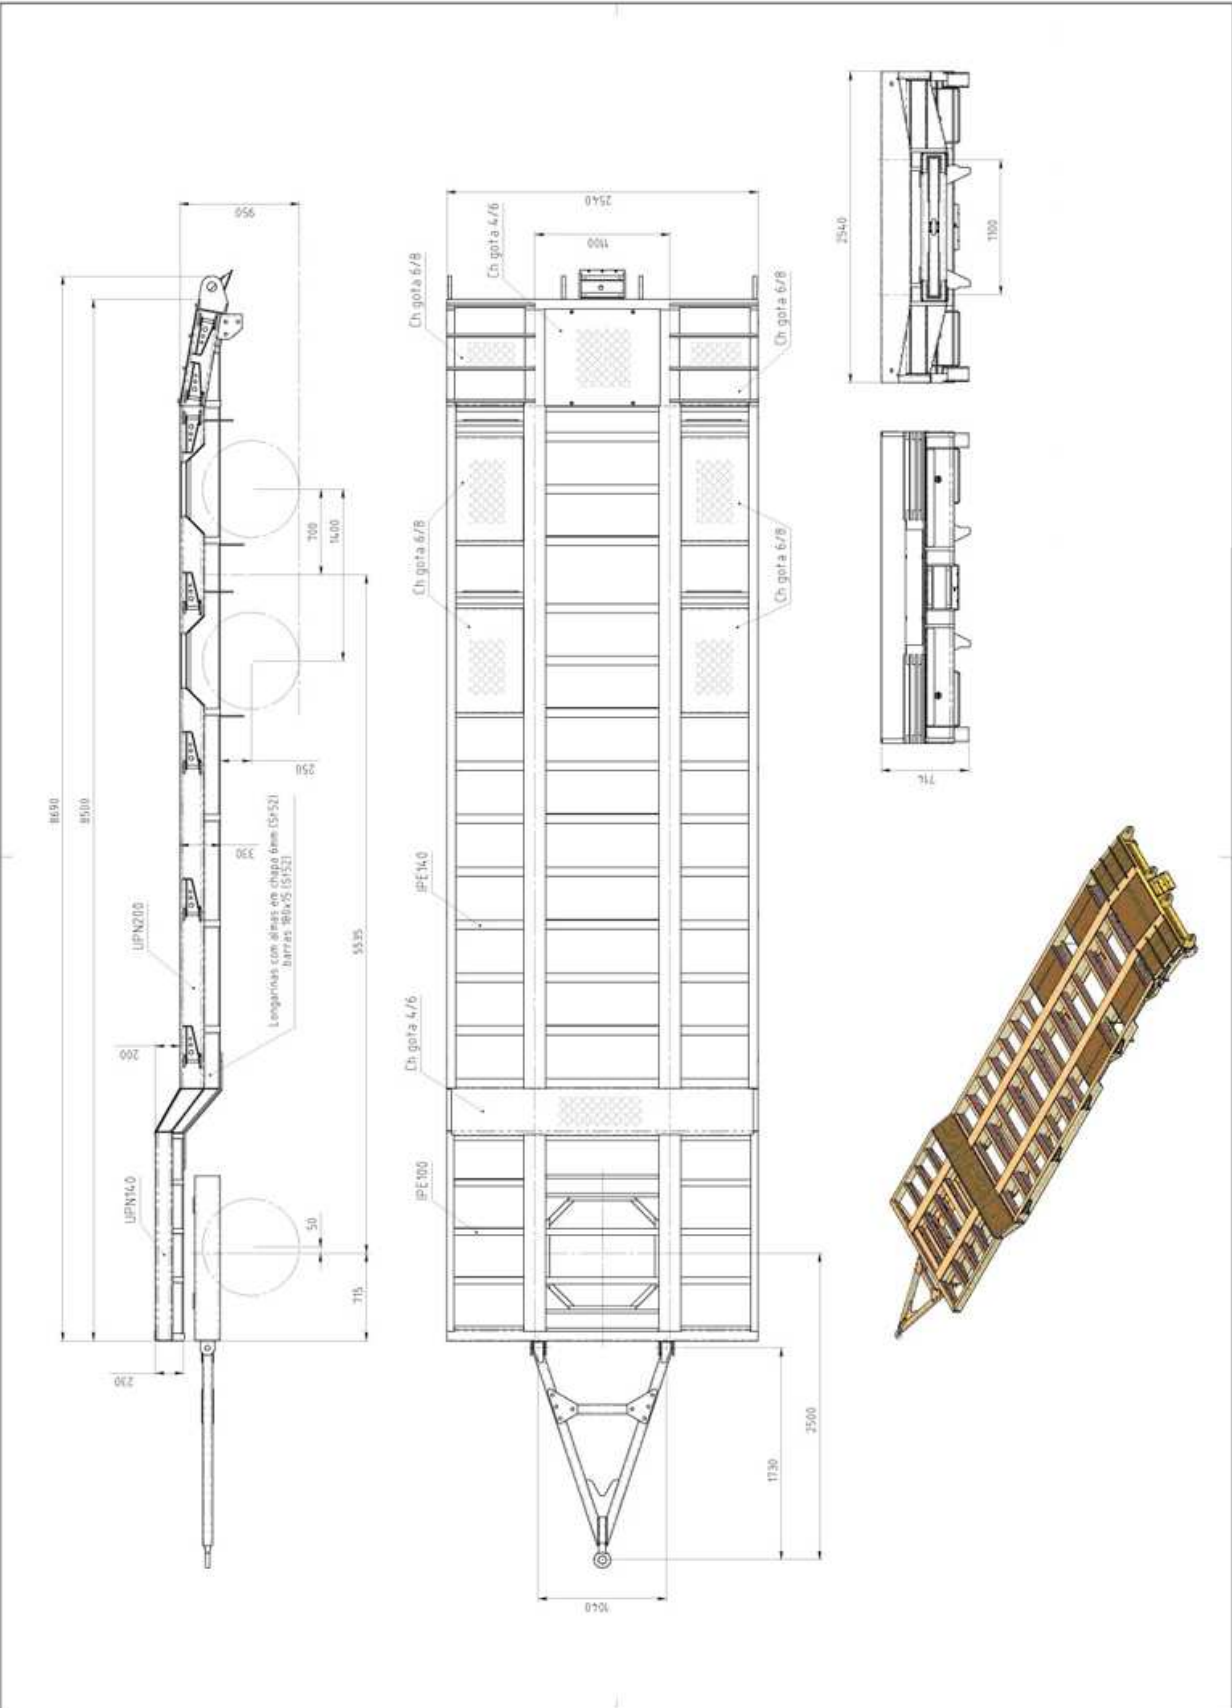 8690
8500
950
700
1400
250
330
5535
UPN200
Longarinas com almas em chapa 6mm (St52)
barras 180x15 (St52)
200
UPN140
50
715
230
2540
1100
Ch gota 4/6
Ch gota 6/8
Ch gota 6/8
Ch gota 6/8
Ch gota 6/8
IPE140
Ch gota 4/6
IPE100
1730
2500
1040
2540
1100
714